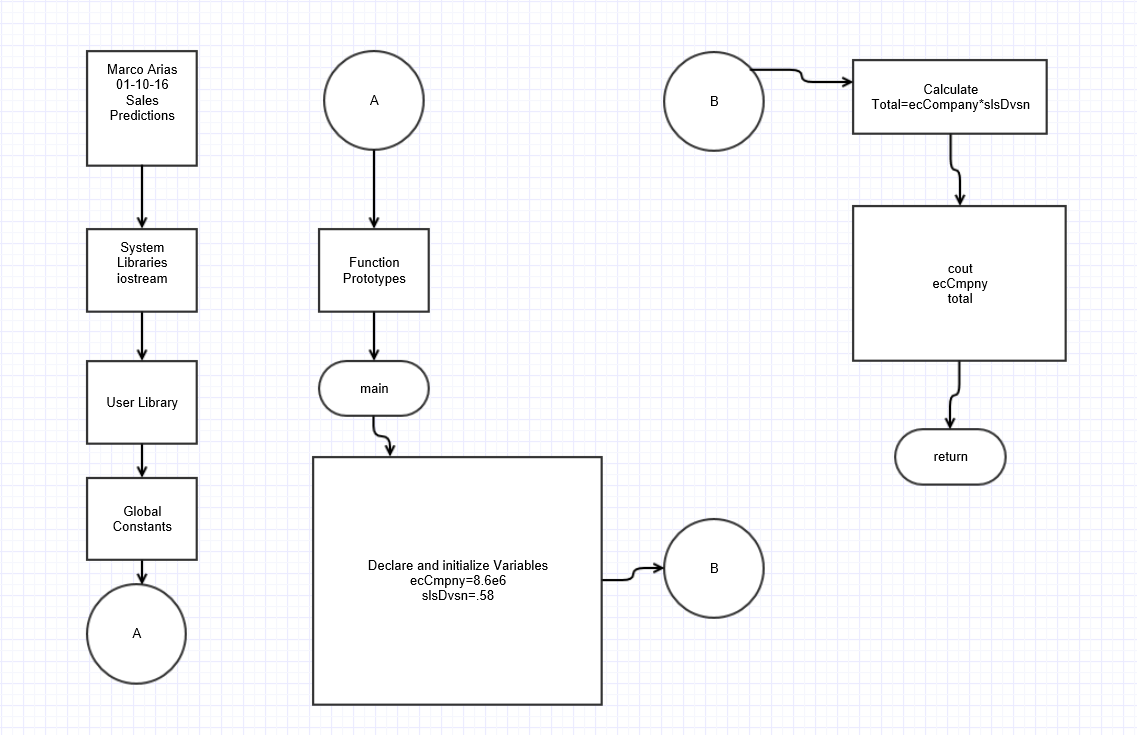 Marco Arias
01-10-16
Sales
Predictions
System
Libraries
iostream
User Library
Global
Constants
A
A
Function
Prototypes
main
Declare and initialize Variables
ecCmpny=8.6e6
slsDvsn=.58
B
B
Calculate
Total=ecCompany*slsDvsn
cout
ecCmpny
total
return